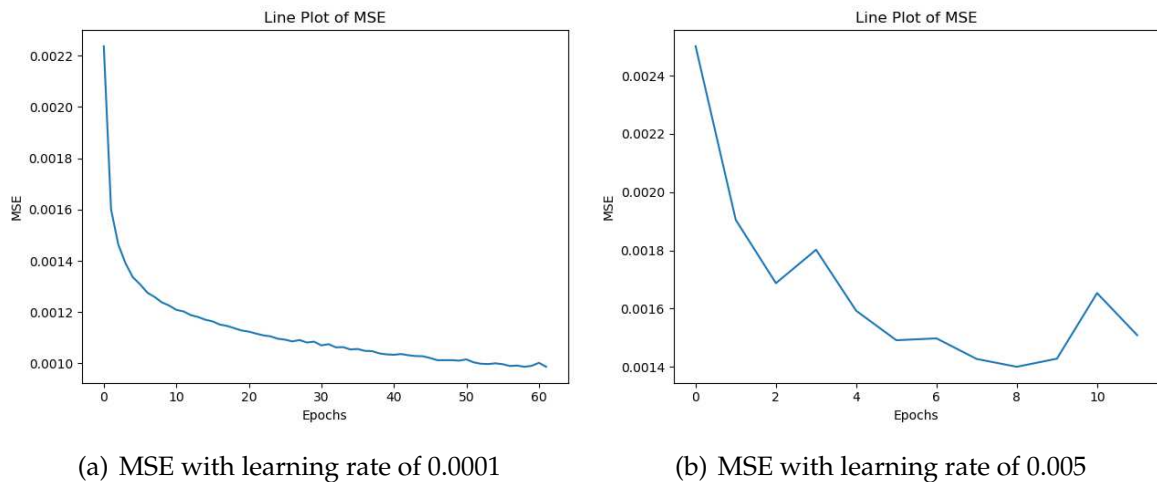 Line Plot of MSE
0.0022
0.0020
0.0018
0.0016
0.0014
0.0012
0.0010
MSE
0 10 20 30 40 50 60
Epochs
(a) MSE with learning rate of 0.0001
Line Plot of MSE
0.0024
0.0022
0.0020
0.0018
0.0016
0.0014
MSE
0 2 4 6 8 10
Epochs
(b) MSE with learning rate of 0.005